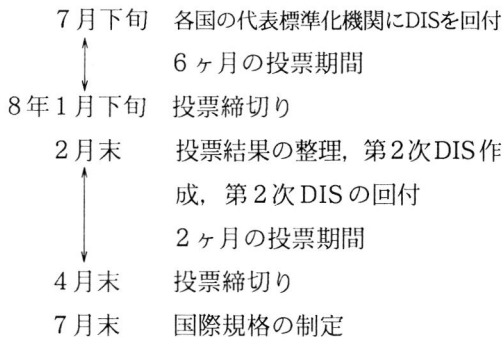 7月下旬 各国の代表標準化機関にDISを回付
6ヶ月の投票期間
8年1月下旬 投票締切り
2月末 投票結果の整理，第2次DIS作
成，第2次DISの回付
2ヶ月の投票期間
4月末 投票締切り
7月末 国際規格の制定